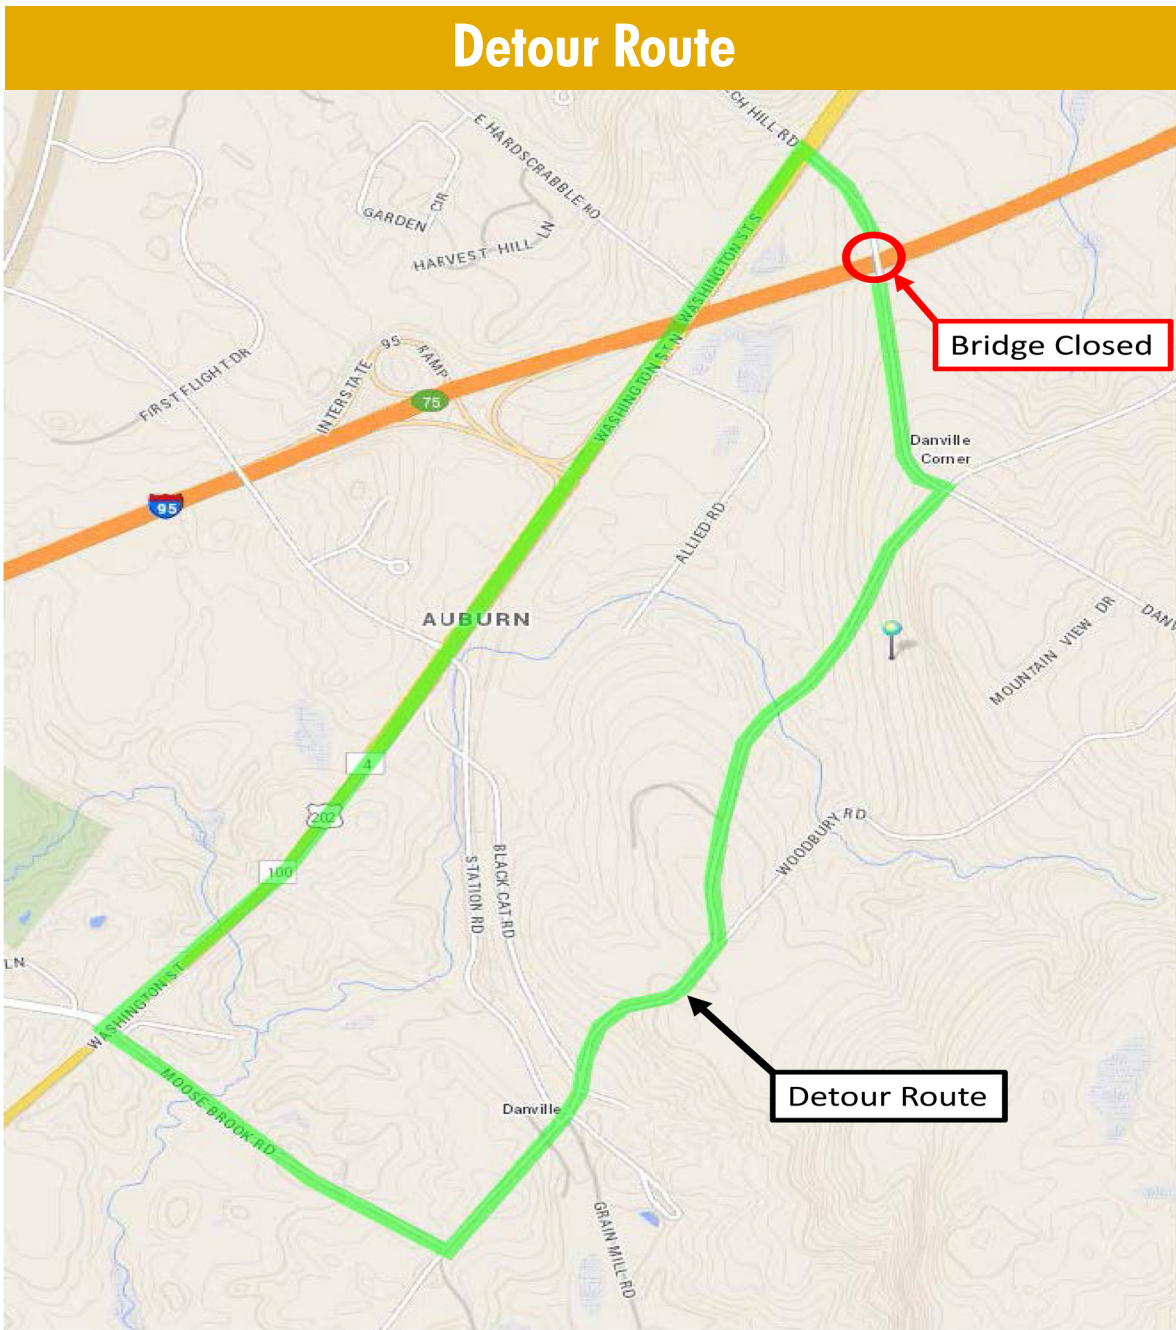 Detour Route
CH HILL RD
E HARDSCRABBLE RD
GARDEN CIR
HARVEST HILL LN
WASHINGTON ST S
Bridge Closed
WASHINGTON ST N
INTERSTATE 95 RAMP
FIRST FLIGHT DR
75
Danville
Corner
95
ALLIED RD
AUBURN
MOUNTAIN VIEW DR
DANV
4
202
WOODBURY RD
100
STATION RD
BLACK CAT RD
LN
WASHINGTON ST
MOOSE BROOK RD
Detour Route
Danville
GRAIN MILL RD